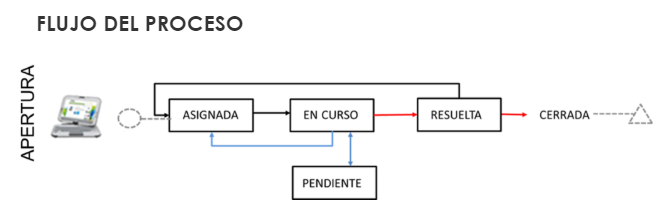 FLUJO DEL PROCESO
APERTURA
ASIGNADA
EN CURSO
RESUELTA
CERRADA
PENDIENTE